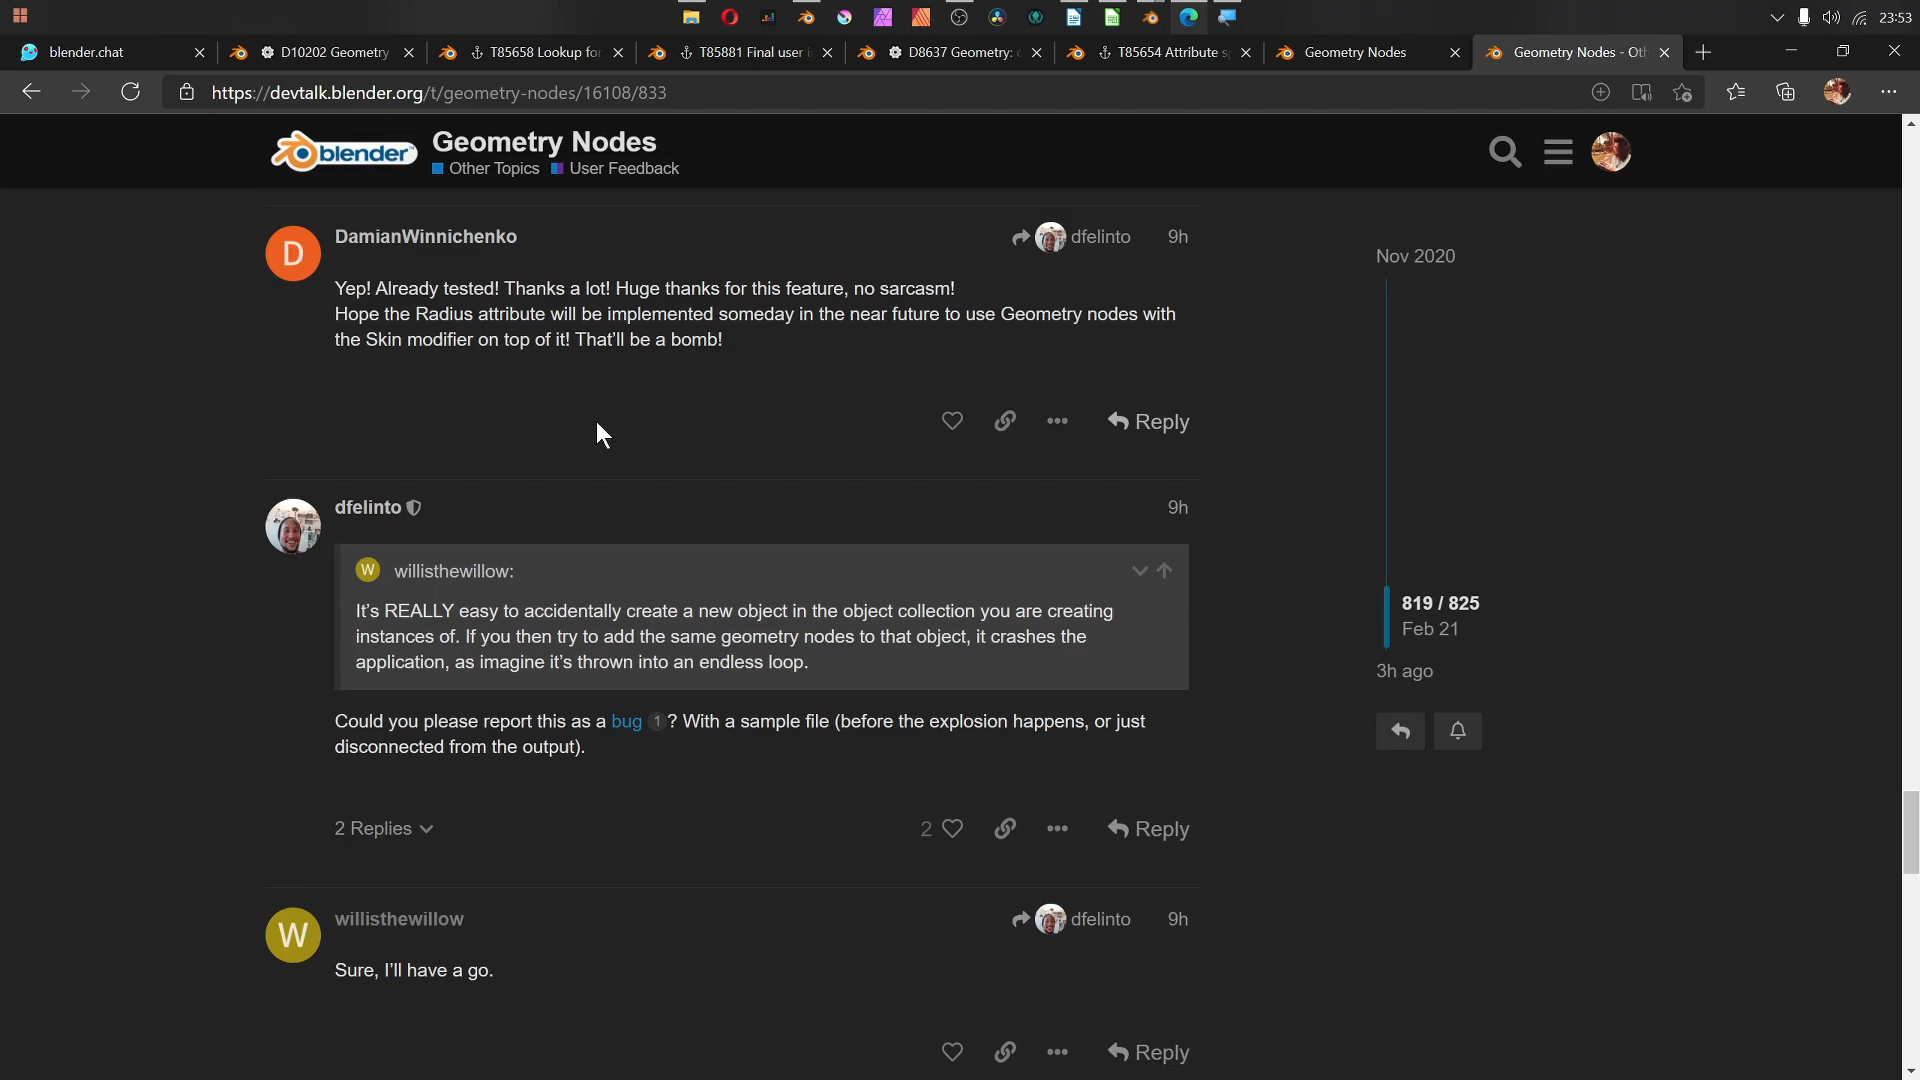 23:53
blender.chat
D10202 Geometry
T85658 Lookup for
T85881 Final user i
D8637 Geometry:
T85654 Attribute s
Geometry Nodes
Geometry Nodes - Oth
https://devtalk.blender.org/t/geometry-nodes/16108/833
blender
Geometry Nodes
Other Topics
User Feedback
D
DamianWinnichenko
dfelinto
9h
Yep! Already tested! Thanks a lot! Huge thanks for this feature, no sarcasm!
Hope the Radius attribute will be implemented someday in the near future to use Geometry nodes with
the Skin modifier on top of it! That’ll be a bomb!
Reply
Nov 2020
819 / 825
Feb 21
3h ago
dfelinto
9h
W
willisthewillow:
It’s REALLY easy to accidentally create a new object in the object collection you are creating
instances of. If you then try to add the same geometry nodes to that object, it crashes the
application, as imagine it’s thrown into an endless loop.
Could you please report this as a bug 1 ? With a sample file (before the explosion happens, or just
disconnected from the output).
2 Replies
2
Reply
W
willisthewillow
dfelinto
9h
Sure, I’ll have a go.
Reply